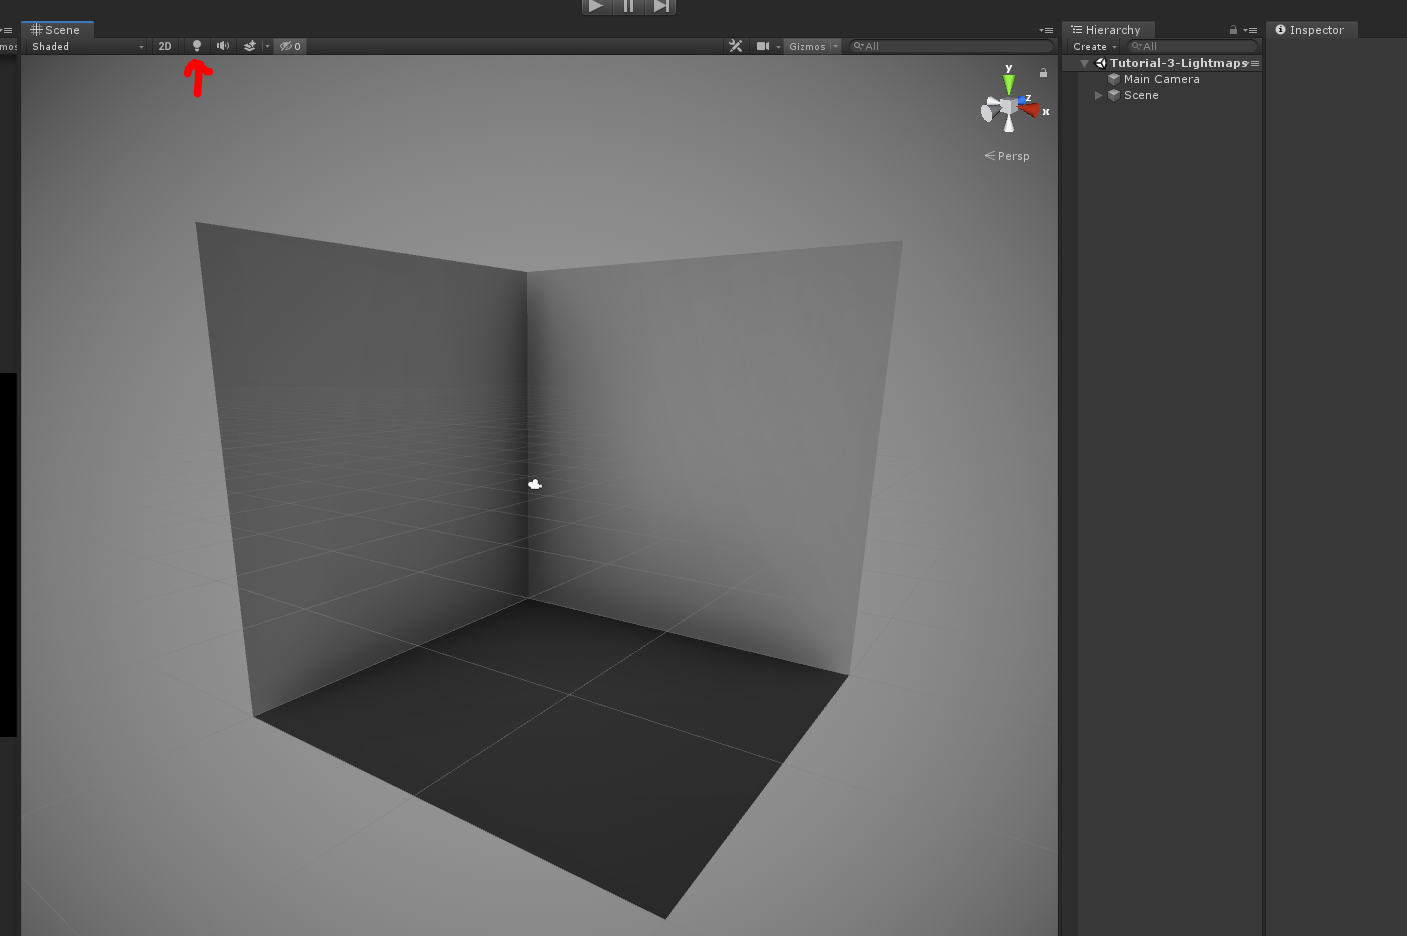 Scene
Hierarchy
Inspector
mos
Shaded
2D
0
Gizmos
All
Create
All
Tutorial-3-Lightmaps
Main Camera
Scene
y
z
x
Persp